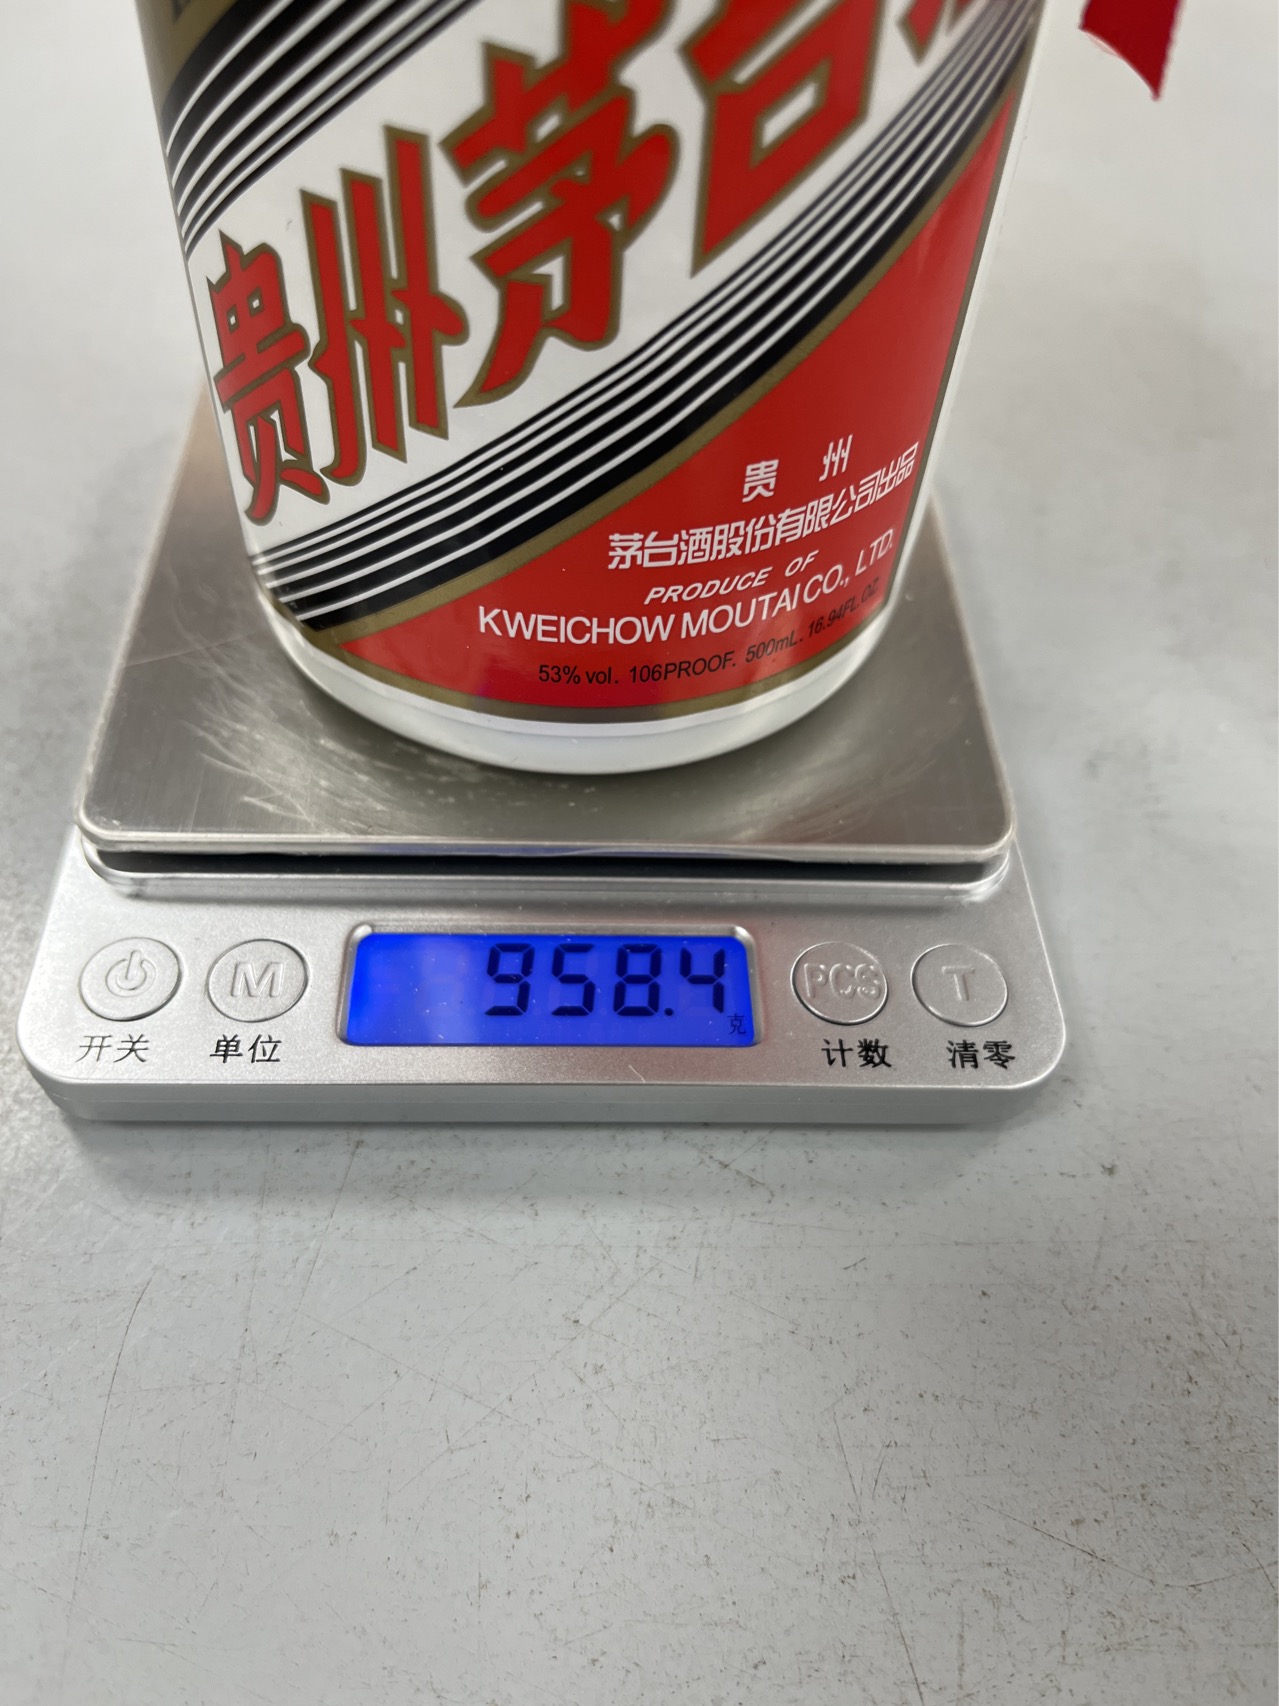 贵州茅台
贵 州
茅台酒股份有限公司出品
PRODUCE OF
KWEICHOW MOUTAI CO., LTD.
53% vol. 106PROOF. 500mL. 16.94FL. OZ.
958.4
克
M
PCS
T
开关
单位
计数
清零